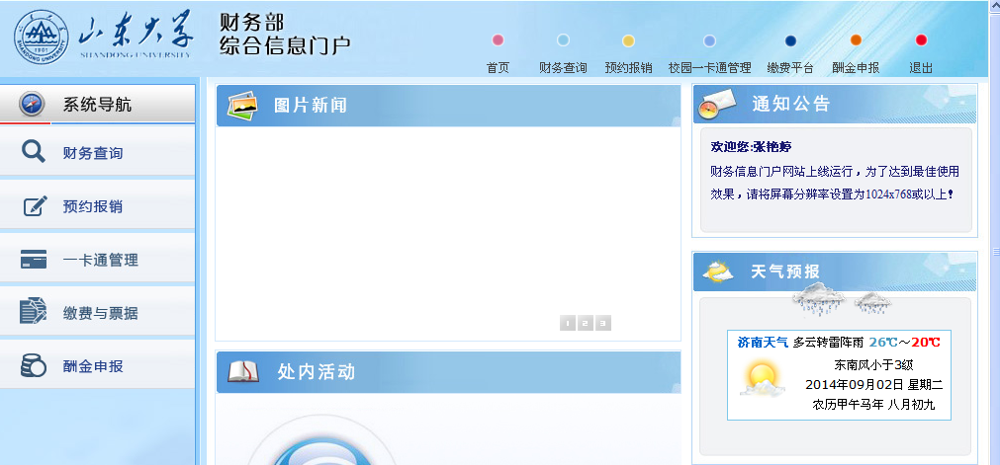 山东大学
SHANDONG UNIVERSITY
1901
财务部
综合信息门户
首页 财务查询 预约报销 校园一卡通管理 缴费平台 酬金申报 退出
系统导航
财务查询
预约报销
一卡通管理
缴费与票据
酬金申报
图片新闻
1 2 3
处内活动
通知公告
欢迎您:张艳婷
财务信息门户网站上线运行，为了达到最佳使用
效果，请将屏幕分辨率设置为1024x768或以上!
天气预报
济南天气 多云转雷阵雨 26℃～20℃
东南风小于3级
2014年09月02日 星期二
农历甲午马年 八月初九